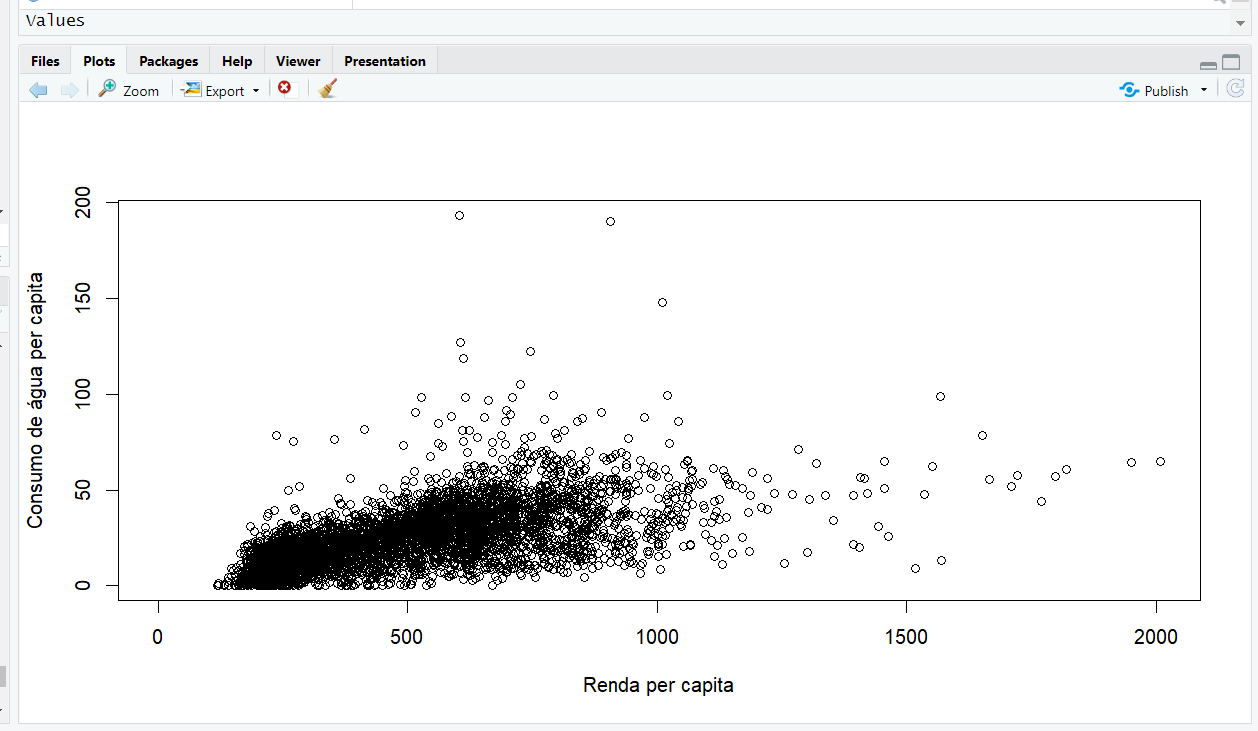 Values
Files Plots Packages Help Viewer Presentation
Zoom Export Publish
200
150
100
50
0
Consumo de água per capita
0 500 1000 1500 2000
Renda per capita